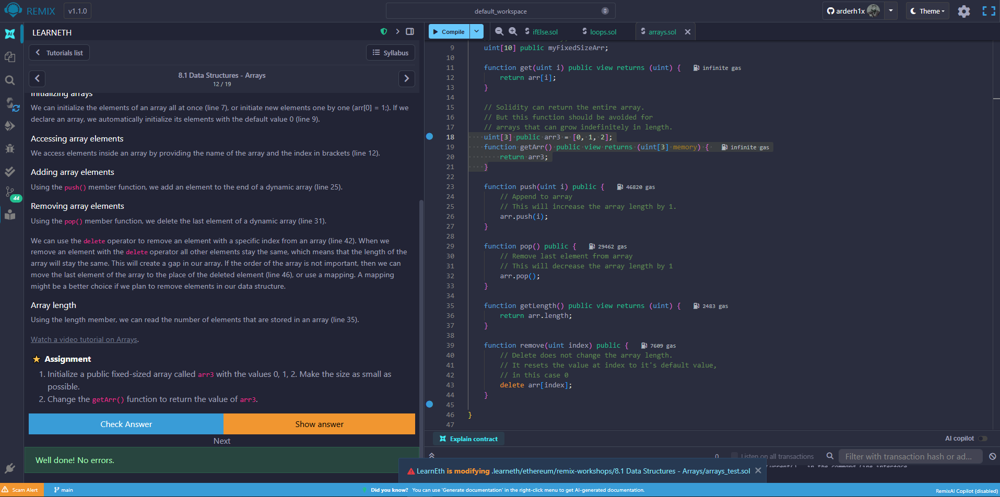 REMIX v1.1.0
default_workspace
arderh1x
Theme
LEARNETH
Tutorials list
Syllabus
8.1 Data Structures - Arrays
12 / 19
Initializing arrays
We can initialize the elements of an array all at once (line 7), or initiate new elements one by one (arr[0] = 1;). If we
declare an array, we automatically initialize its elements with the default value 0 (line 9).
Accessing array elements
We access elements inside an array by providing the name of the array and the index in brackets (line 12).
Adding array elements
Using the push() member function, we add an element to the end of a dynamic array (line 25).
Removing array elements
Using the pop() member function, we delete the last element of a dynamic array (line 31).
We can use the delete operator to remove an element with a specific index from an array (line 42). When we
remove an element with the delete operator all other elements stay the same, which means that the length of the
array will stay the same. This will create a gap in our array. If the order of the array is not important, then we can
move the last element of the array to the place of the deleted element (line 46), or use a mapping. A mapping
might be a better choice if we plan to remove elements in our data structure.
Array length
Using the length member, we can read the number of elements that are stored in an array (line 35).
Watch a video tutorial on Arrays.
Assignment
1. Initialize a public fixed-sized array called arr3 with the values 0, 1, 2. Make the size as small as
possible.
2. Change the getArr() function to return the value of arr3.
Check Answer
Show answer
Next
Well done! No errors.
AI
44
Compile
ifElse.sol
loops.sol
arrays.sol
9 uint[10] public myFixedSizeArr;
10
11 function get(uint i) public view returns (uint) { infinite gas
12 return arr[i];
13 }
14
15 // Solidity can return the entire array.
16 // But this function should be avoided for
17 // arrays that can grow indefinitely in length.
18 uint[3] public arr3 = [0, 1, 2];
19 function getArr() public view returns (uint[3] memory) { infinite gas
20 return arr3;
21 }
22
23 function push(uint i) public { 46820 gas
24 // Append to array
25 // This will increase the array length by 1.
26 arr.push(i);
27 }
28
29 function pop() public { 29462 gas
30 // Remove last element from array
31 // This will decrease the array length by 1
32 arr.pop();
33 }
34
35 function getLength() public view returns (uint) { 2483 gas
36 return arr.length;
37 }
38
39 function remove(uint index) public { 7609 gas
40 // Delete does not change the array length.
41 // It resets the value at index to it's default value,
42 // in this case 0
43 delete arr[index];
44 }
45
46 }
47
Explain contract
AI copilot
0
Listen on all transactions
Filter with transaction hash or ad...
in the command line interface
LearnEth is modifying .learneth/ethereum/remix-workshops/8.1 Data Structures - Arrays/arrays_test.sol
Scam Alert
main
Did you know? You can use 'Generate documentation' in the right-click menu to get AI-generated documentation.
RemixAI Copilot (disabled)